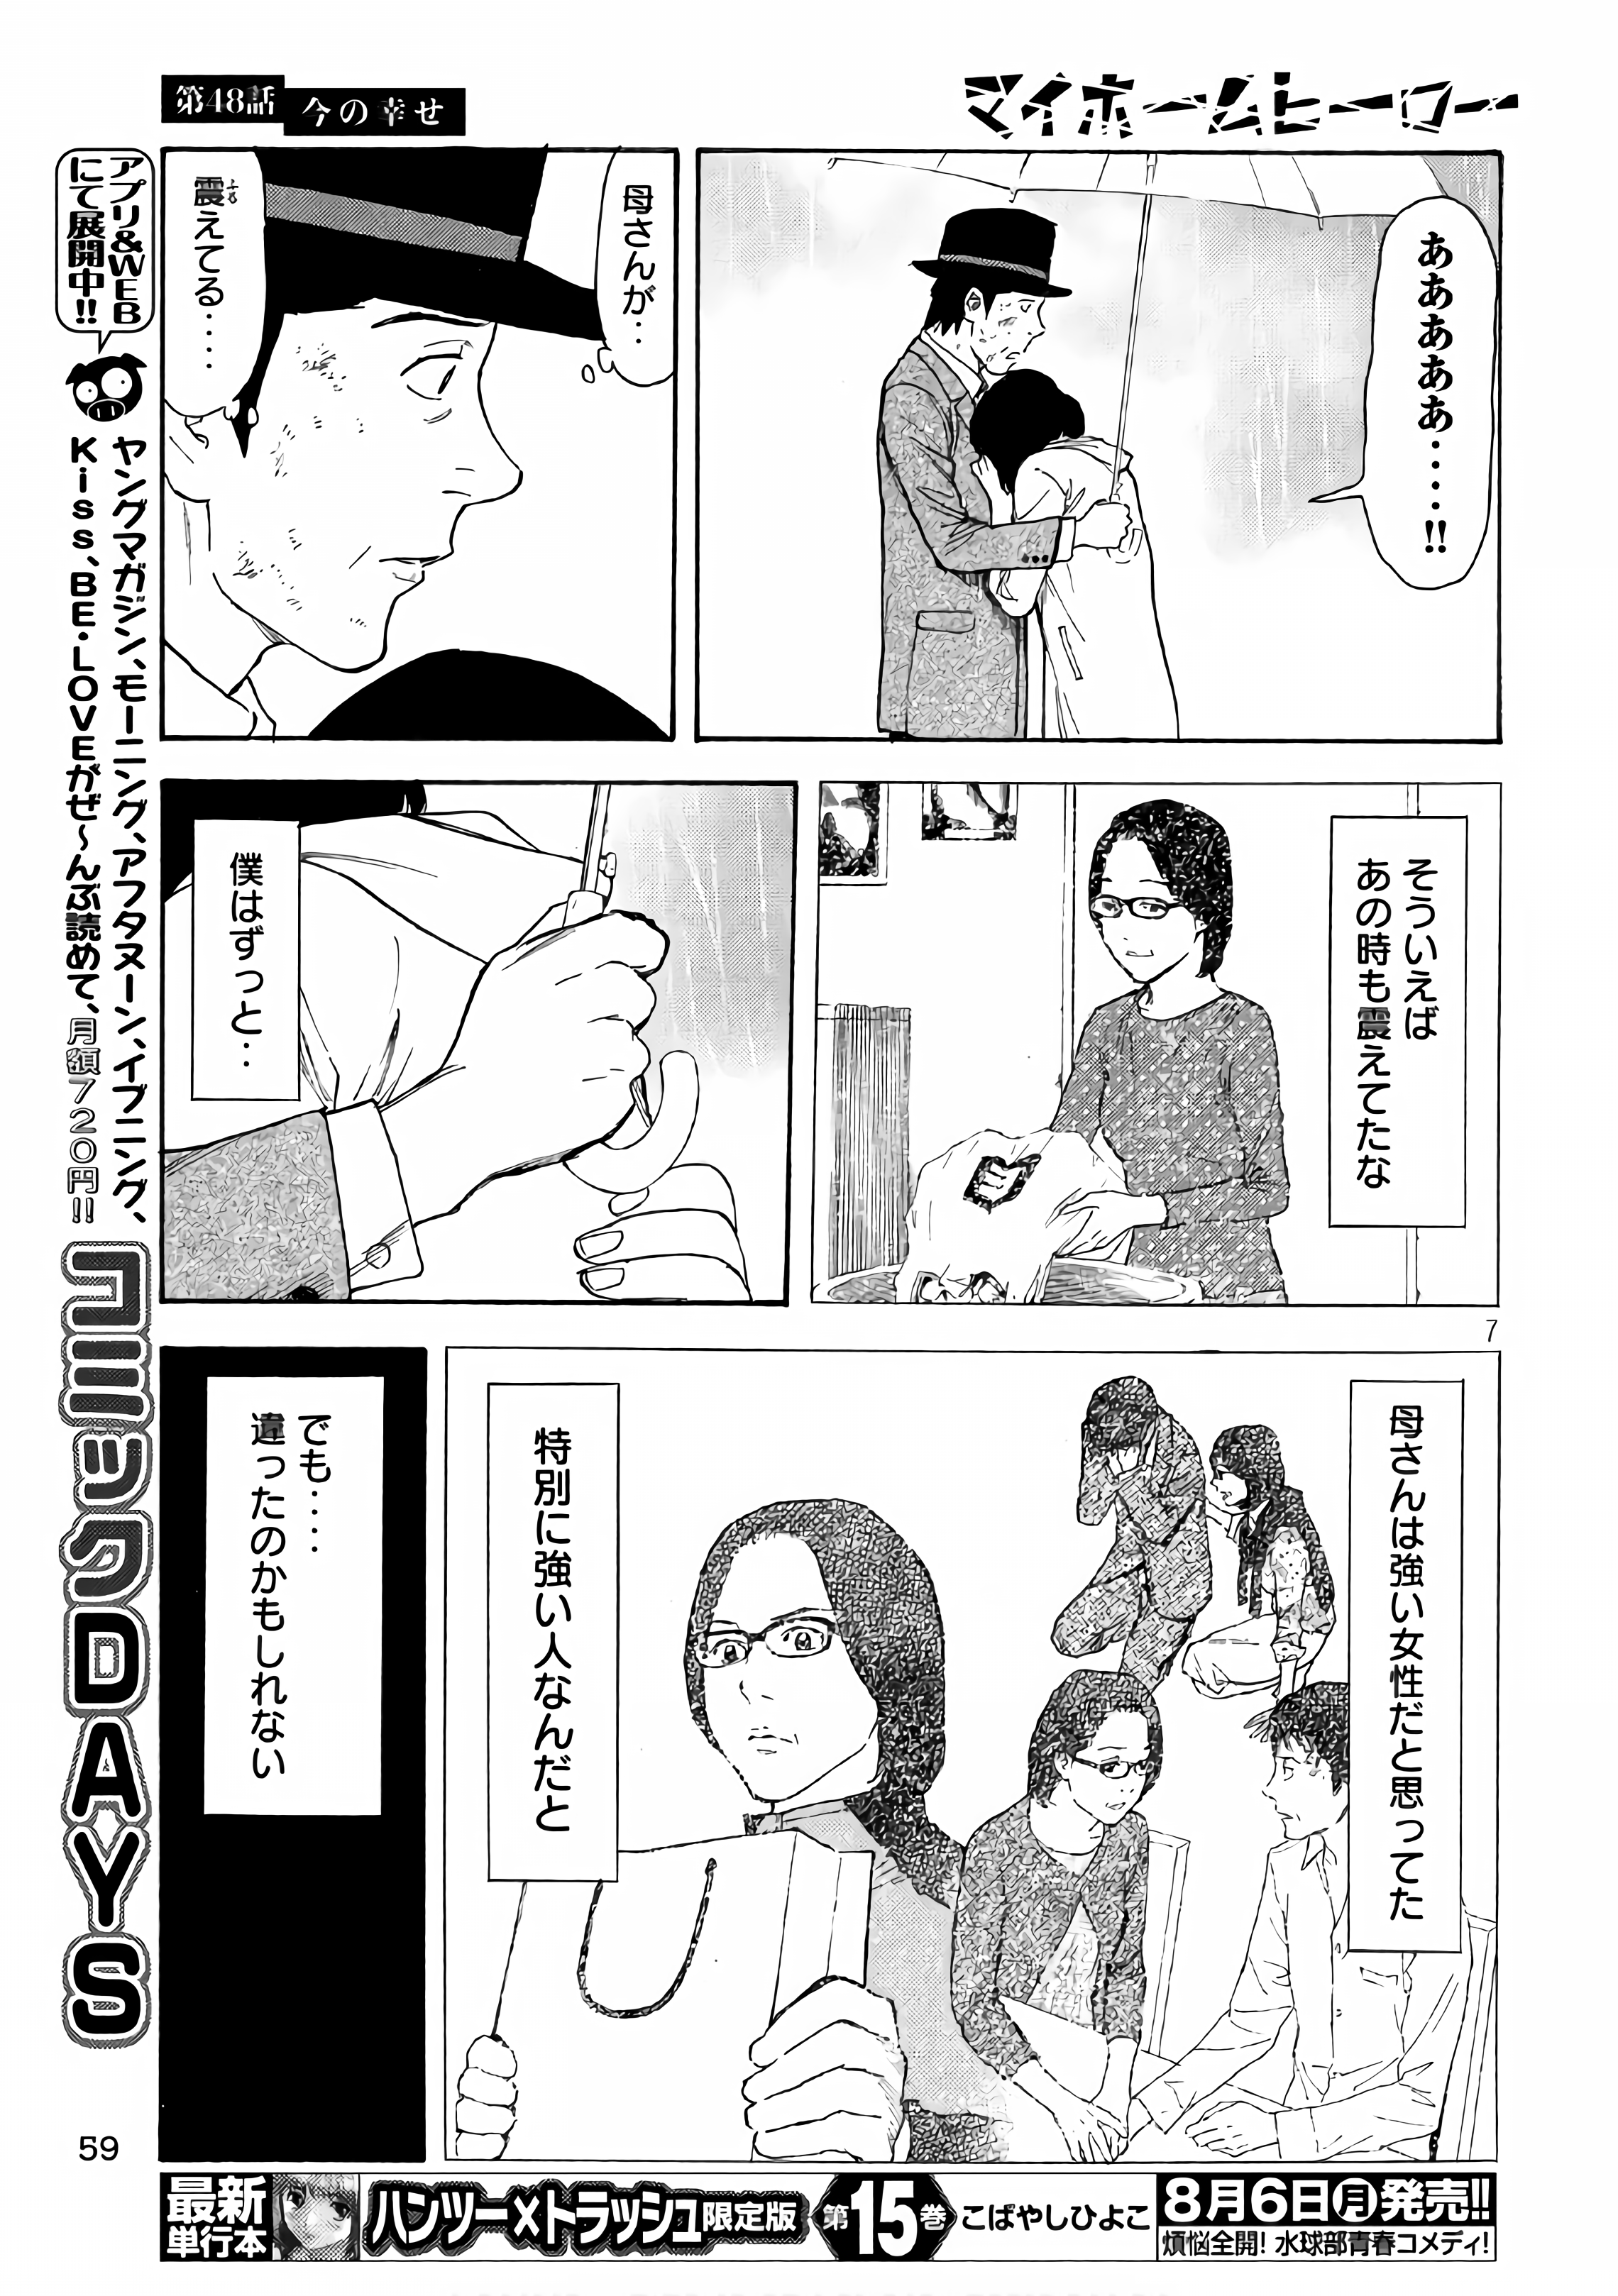 マイホームヒーロー
第48話
今の幸せ
ああああああ・・・・!!
母さんが・・
震えてる・・・・
ふる
そういえば
あの時も震えてたな
僕はずっと・・
7
母さんは強い女性だと思ってた
特別に強い人なんだと
でも・・・・
違ったのかもしれない
アプリ&WEB
にて展開中!!
ヤングマガジン、モーニング、アフタヌーン、イブニング、
Kiss、BE・LOVEがぜ〜んぶ読めて、月額720円!!
コミックDAYS
59
最新
単行本
ハンツー×トラッシュ限定版
第15巻
こばやしひよこ
8月6日(月)発売!!
煩悩全開!水球部青春コメディ!